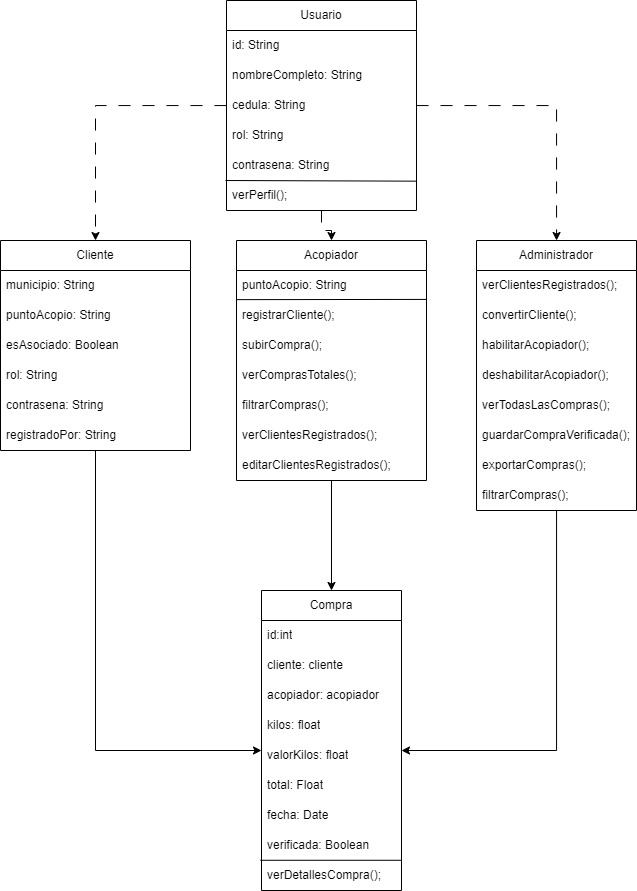 Usuario
id: String
nombreCompleto: String
cedula: String
rol: String
contrasena: String
verPerfil();
Cliente
municipio: String
puntoAcopio: String
esAsociado: Boolean
rol: String
contrasena: String
registradoPor: String
Acopiador
puntoAcopio: String
registrarCliente();
subirCompra();
verComprasTotales();
filtrarCompras();
verClientesRegistrados();
editarClientesRegistrados();
Administrador
verClientesRegistrados();
convertirCliente();
habilitarAcopiador();
deshabilitarAcopiador();
verTodasLasCompras();
guardarCompraVerificada();
exportarCompras();
filtrarCompras();
Compra
id:int
cliente: cliente
acopiador: acopiador
kilos: float
valorKilos: float
total: Float
fecha: Date
verificada: Boolean
verDetallesCompra();